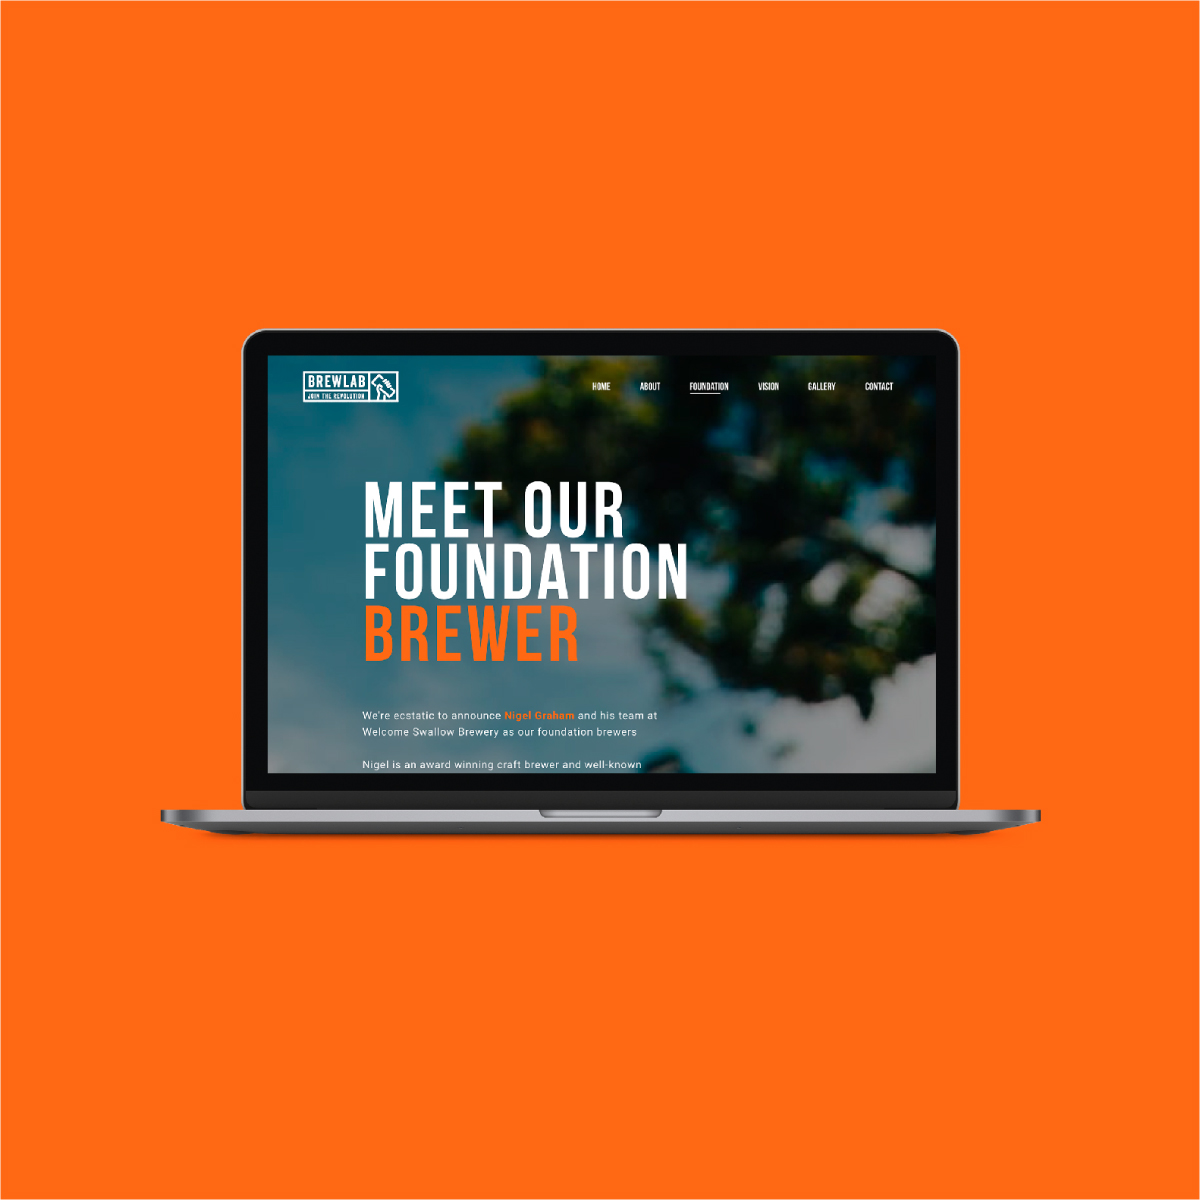 BREWLAB
JOIN THE REVOLUTION
HOME ABOUT FOUNDATION VISION GALLERY CONTACT
MEET OUR
FOUNDATION
BREWER
We're ecstatic to announce Nigel Graham and his team at
Welcome Swallow Brewery as our foundation brewers
Nigel is an award winning craft brewer and well-known